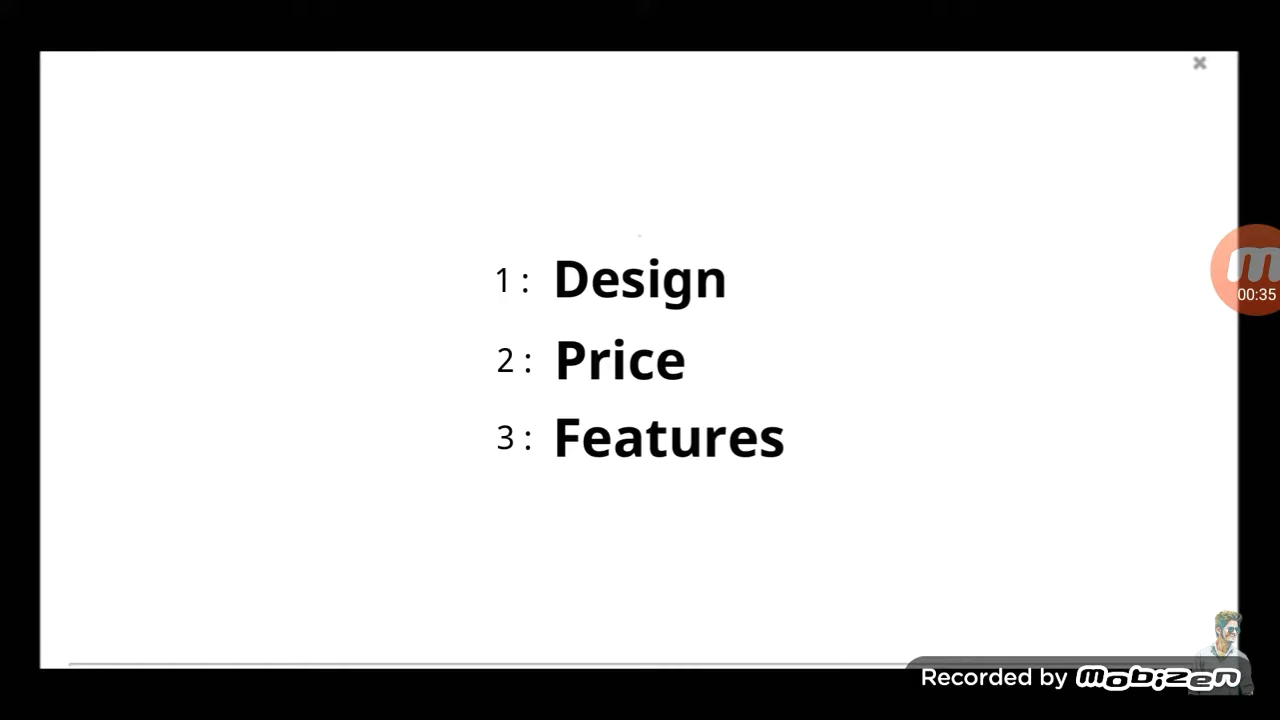 1 : Design
2 : Price
3 : Features
00:35
Recorded by mobizen